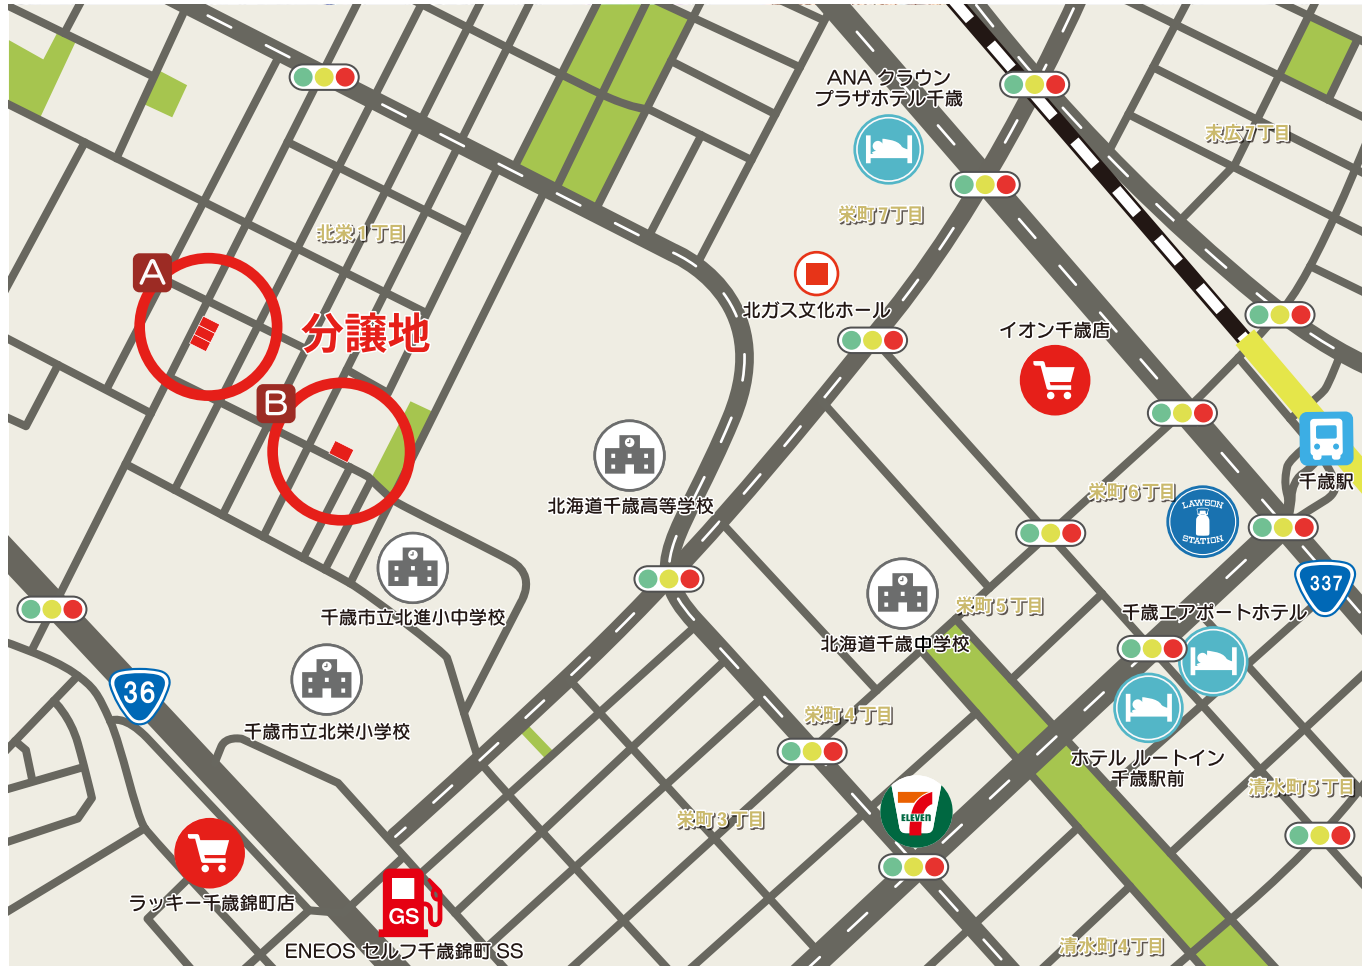 ANA クラウン
プラザホテル千歳
末広7丁目
栄町7丁目
北栄1丁目
A
分譲地
北ガス文化ホール
イオン千歳店
B
千歳駅
北海道千歳高等学校
栄町6丁目
LAWSON
STATION
337
千歳市立北進小中学校
北海道千歳中学校
栄町5丁目
千歳エアポートホテル
36
千歳市立北栄小学校
栄町4丁目
ホテル ルートイン
千歳駅前
清水町5丁目
栄町3丁目
7
ELEVEn
ラッキー千歳錦町店
GS
ENEOS セルフ千歳錦町 SS
清水町4丁目